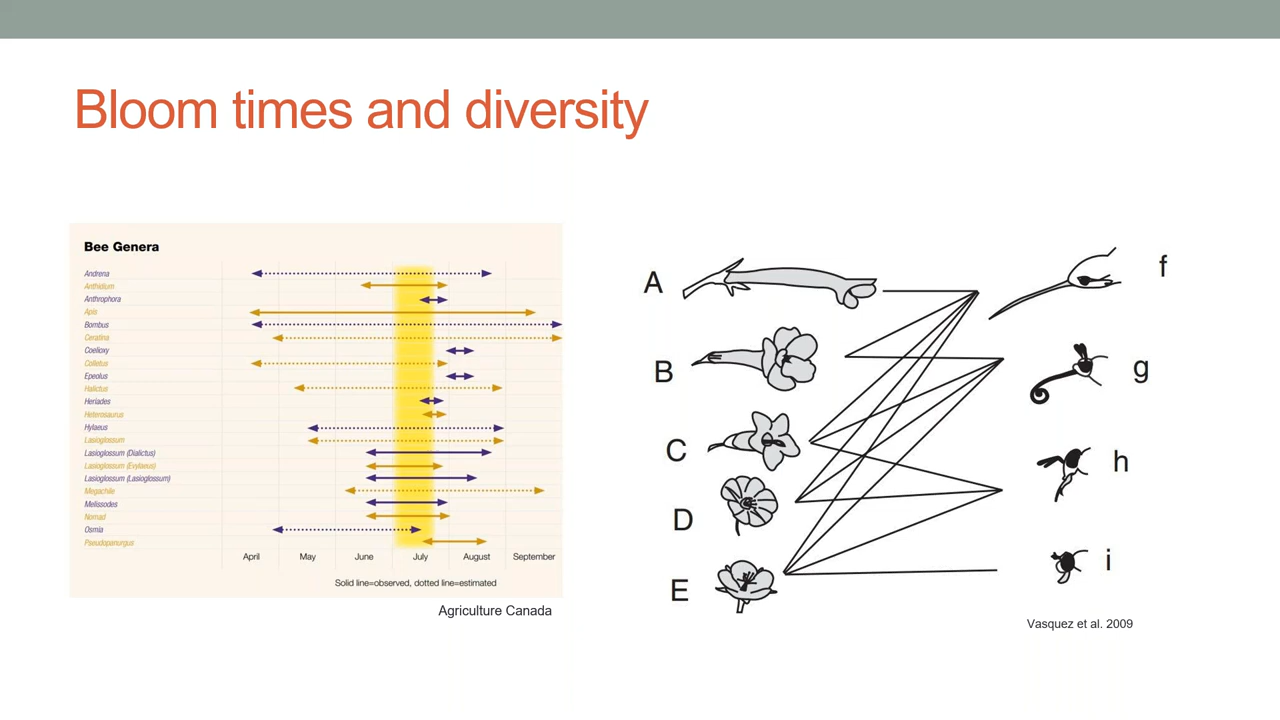 Bloom times and diversity
Bee Genera
Andrena
Anthidium
Anthrophora
Apis
Bombus
Ceratina
Coelioxy
Colletus
Epeolus
Halictus
Heriades
Heterosaurus
Hylaeus
Lasioglossum
Lasioglossum (Dialictus)
Lasioglossum (Evylaeus)
Lasioglossum (Lasioglossum)
Megachile
Melissodes
Nomad
Osmia
Pseudopanurgus
April May June July August September
Solid line=observed, dotted line=estimated
Agriculture Canada
A
B
C
D
E
f
g
h
i
Vasquez et al. 2009